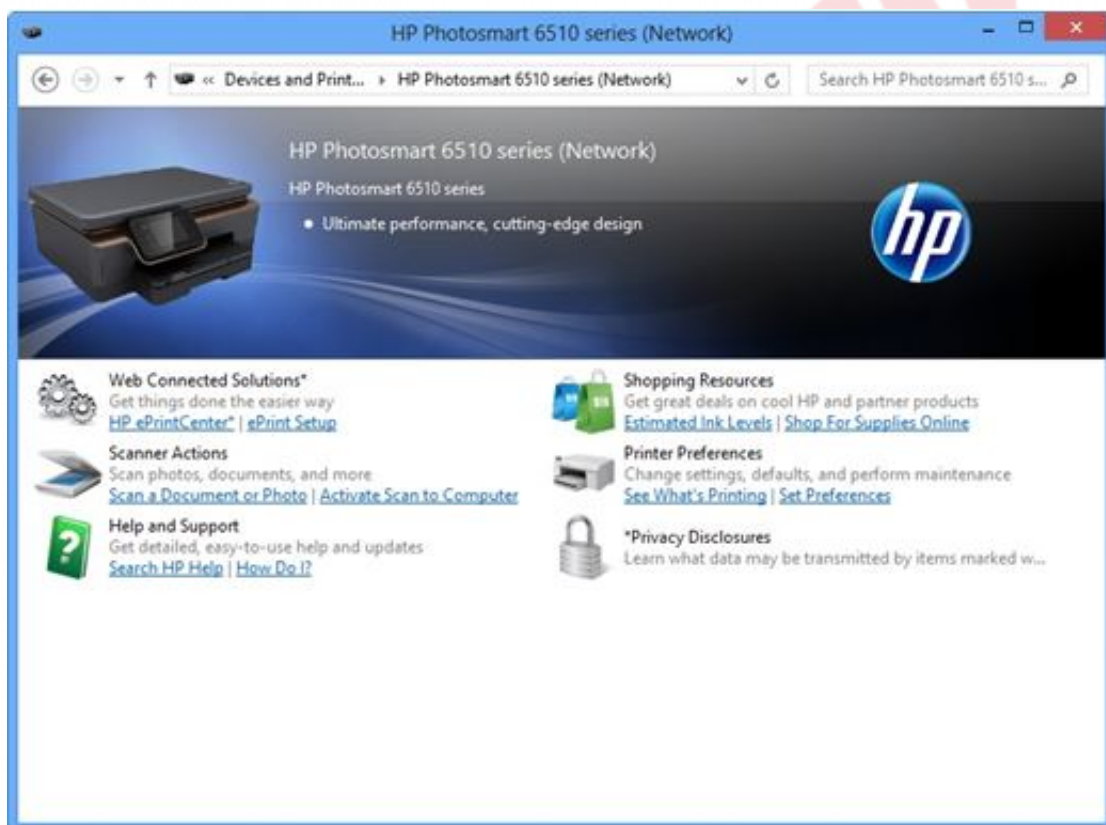 HP Photosmart 6510 series (Network)
« Devices and Print... HP Photosmart 6510 series (Network)
Search HP Photosmart 6510 s...
HP Photosmart 6510 series (Network)
HP Photosmart 6510 series
• Ultimate performance, cutting-edge design
hp
Web Connected Solutions*
Get things done the easier way
HP ePrintCenter* | ePrint Setup
Scanner Actions
Scan photos, documents, and more
Scan a Document or Photo | Activate Scan to Computer
Help and Support
Get detailed, easy-to-use help and updates
Search HP Help | How Do I?
Shopping Resources
Get great deals on cool HP and partner products
Estimated Ink Levels | Shop For Supplies Online
Printer Preferences
Change settings, defaults, and perform maintenance
See What's Printing | Set Preferences
*Privacy Disclosures
Learn what data may be transmitted by items marked w...